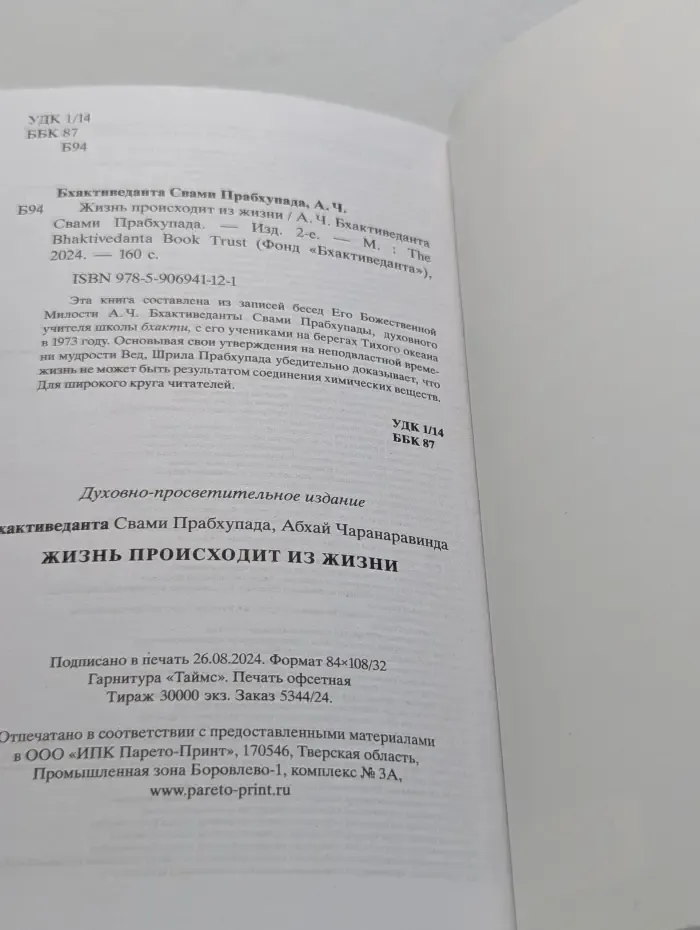 УДК 1/14
ББК 87
Б94
Бхактиведанта Свами Прабхупада, А. Ч.
Б94 Жизнь происходит из жизни / А. Ч. Бхактиведанта
Свами Прабхупада. — Изд. 2-е. — М. : The
Bhaktivedanta Book Trust (Фонд «Бхактиведанта»),
2024. — 160 с.
ISBN 978-5-906941-12-1
Эта книга составлена из записей бесед Его Божественной
Милости А. Ч. Бхактиведанты Свами Прабхупады, духовного
учителя школы бхакти, с его учениками на берегах Тихого океана
в 1973 году. Основывая свои утверждения на неподвластной време-
ни мудрости Вед, Шрила Прабхупада убедительно доказывает, что
жизнь не может быть результатом соединения химических веществ.
Для широкого круга читателей.
УДК 1/14
ББК 87
Духовно-просветительное издание
хактиведанта Свами Прабхупада, Абхай Чаранаравинда
ЖИЗНЬ ПРОИСХОДИТ ИЗ ЖИЗНИ
Подписано в печать 26.08.2024. Формат 84×108/32
Гарнитура «Таймс». Печать офсетная
Тираж 30000 экз. Заказ 5344/24.
Отпечатано в соответствии с предоставленными материалами
в ООО «ИПК Парето-Принт», 170546, Тверская область,
Промышленная зона Боровлево-1, комплекс № 3А,
www.pareto-print.ru